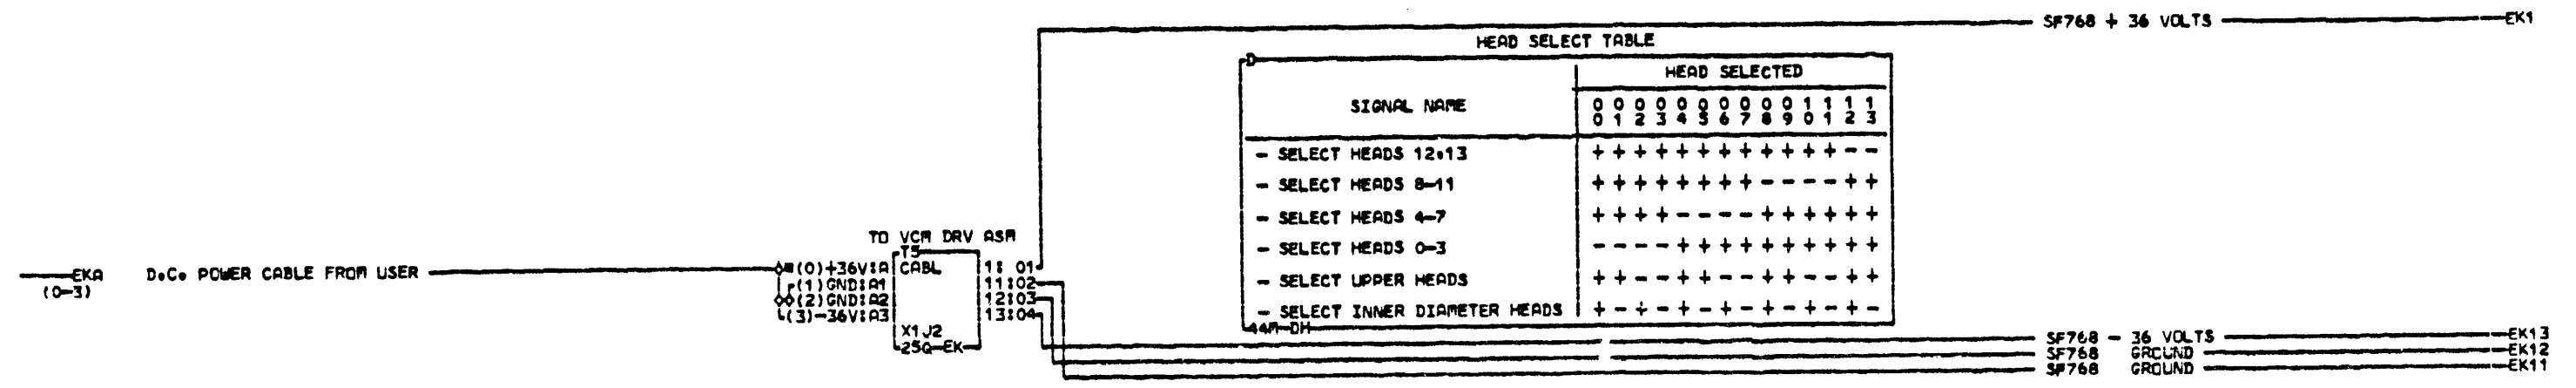 SF768 + 36 VOLTS EK1
HEAD SELECT TABLE
D
HEAD SELECTED
SIGNAL NAME
0 0 0 0 0 0 0 0 0 0 1 1 1 1
0 1 2 3 4 5 6 7 8 9 0 1 2 3
- SELECT HEADS 12.13 + + + + + + + + + + + + - -
- SELECT HEADS 8-11 + + + + + + + + - - - - + +
- SELECT HEADS 4-7 + + + + - - - - + + + + + +
- SELECT HEADS 0-3 - - - - + + + + + + + + + +
- SELECT UPPER HEADS + + - - + + - - + + - - + +
- SELECT INNER DIAMETER HEADS + - + - + - + - + - + - + -
44M-DH
TO VCM DRV ASM
T5
EKA D.C. POWER CABLE FROM USER
(0-3)
(0)+36V:A CABL 1: 01
(1)GND:A1 11:02
(2)GND:A2 12:03
(3)-36V:A3 13:04
X1J2
25Q-EK
SF768 - 36 VOLTS EK13
SF768 GROUND EK12
SF768 GROUND EK11